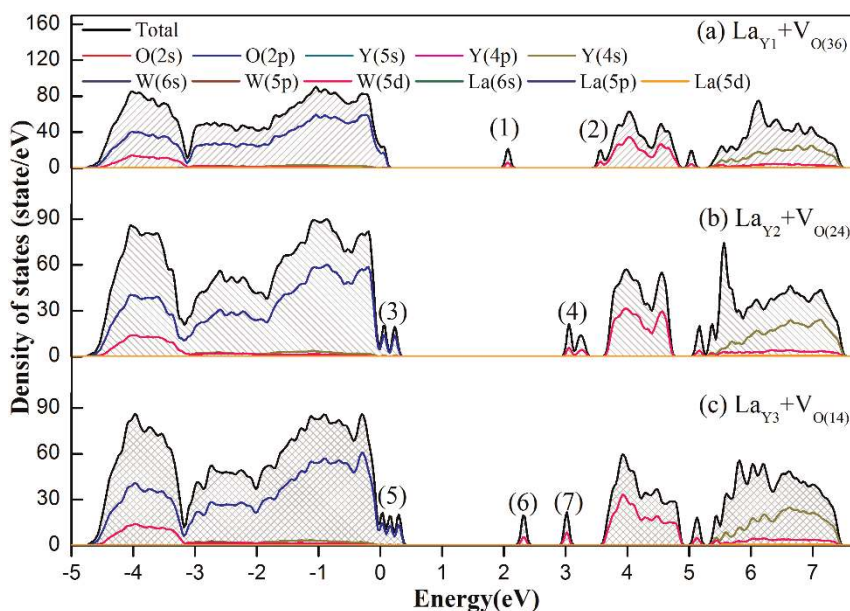 Density of states (state/eV)
160
120
80
40
0
Total
(a) LaY1+VO(36)
O(2s) O(2p) Y(5s) Y(4p) Y(4s)
W(6s) W(5p) W(5d) La(6s) La(5p) La(5d)
(1) (2)
90
60
30
0
(b) LaY2+VO(24)
(3) (4)
90
60
30
0
(c) LaY3+VO(14)
(5) (6) (7)
-5 -4 -3 -2 -1 0 1 2 3 4 5 6 7
Energy(eV)